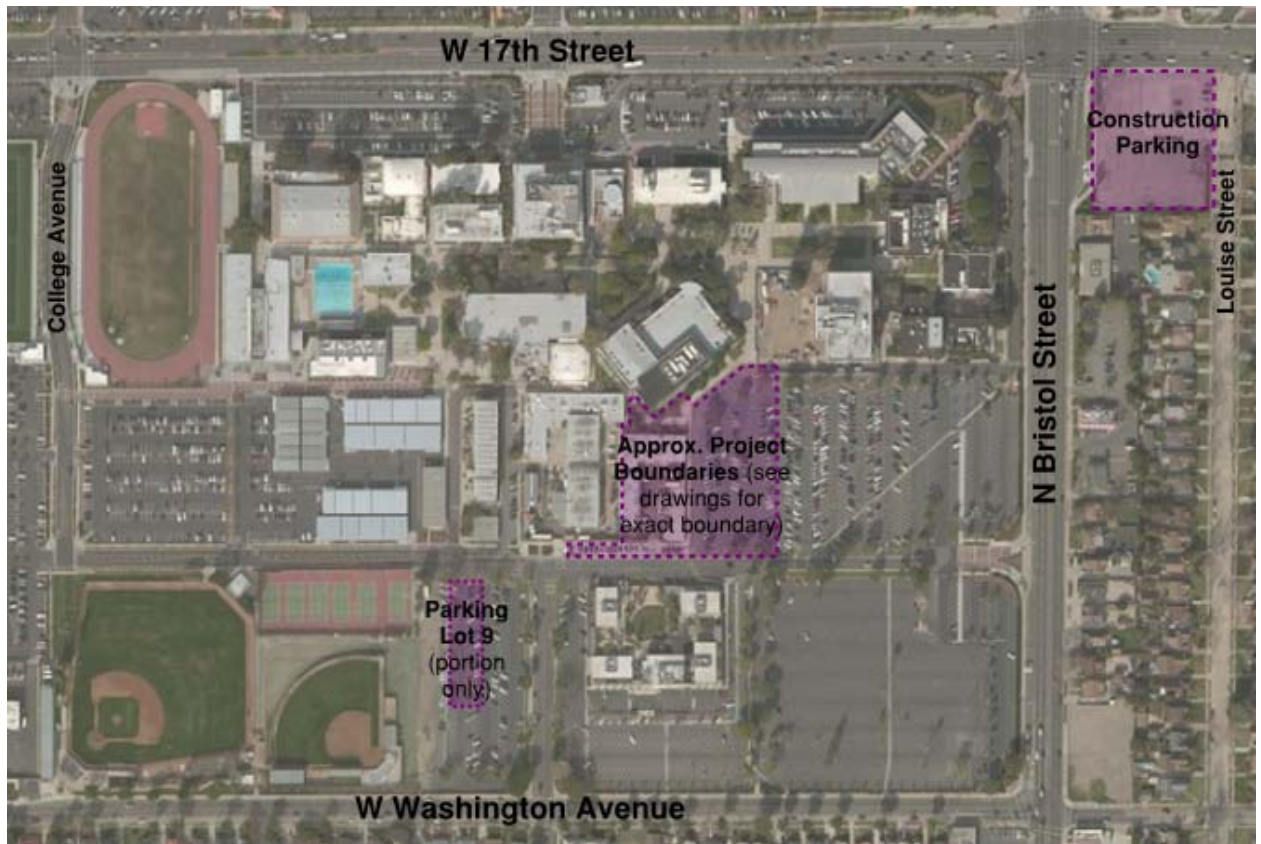 W 17th Street
Construction
Parking
College Avenue
Louise Street
N Bristol Street
Approx. Project
Boundaries (see
drawings for
exact boundary)
Parking
Lot 9
(portion
only)
W Washington Avenue